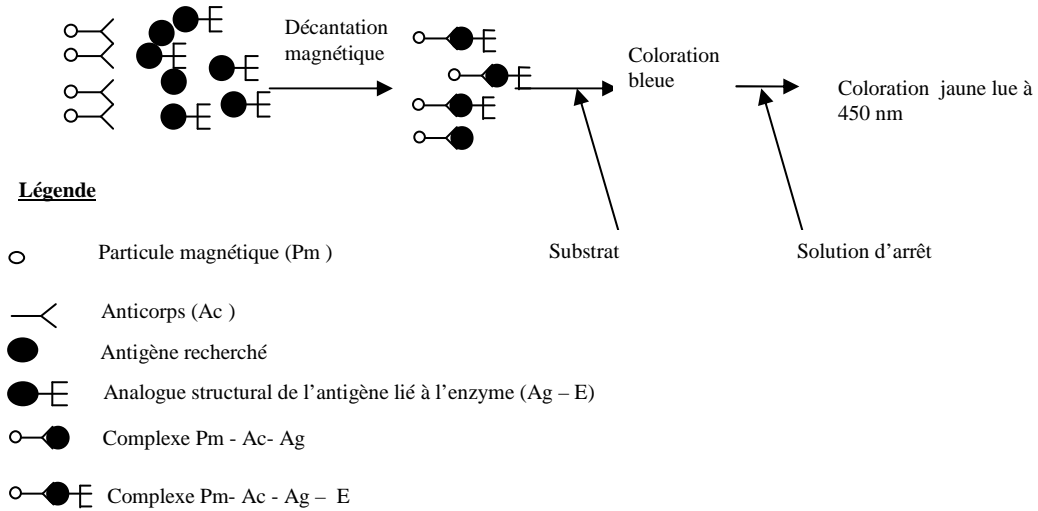 Décantation
magnétique
Coloration
bleue
Coloration jaune lue à
450 nm
Substrat
Solution d'arrêt
Légende
Particule magnétique (Pm )
Anticorps (Ac )
Antigène recherché
Analogue structural de l'antigène lié à l'enzyme (Ag – E)
Complexe Pm - Ac- Ag
Complexe Pm- Ac - Ag – E